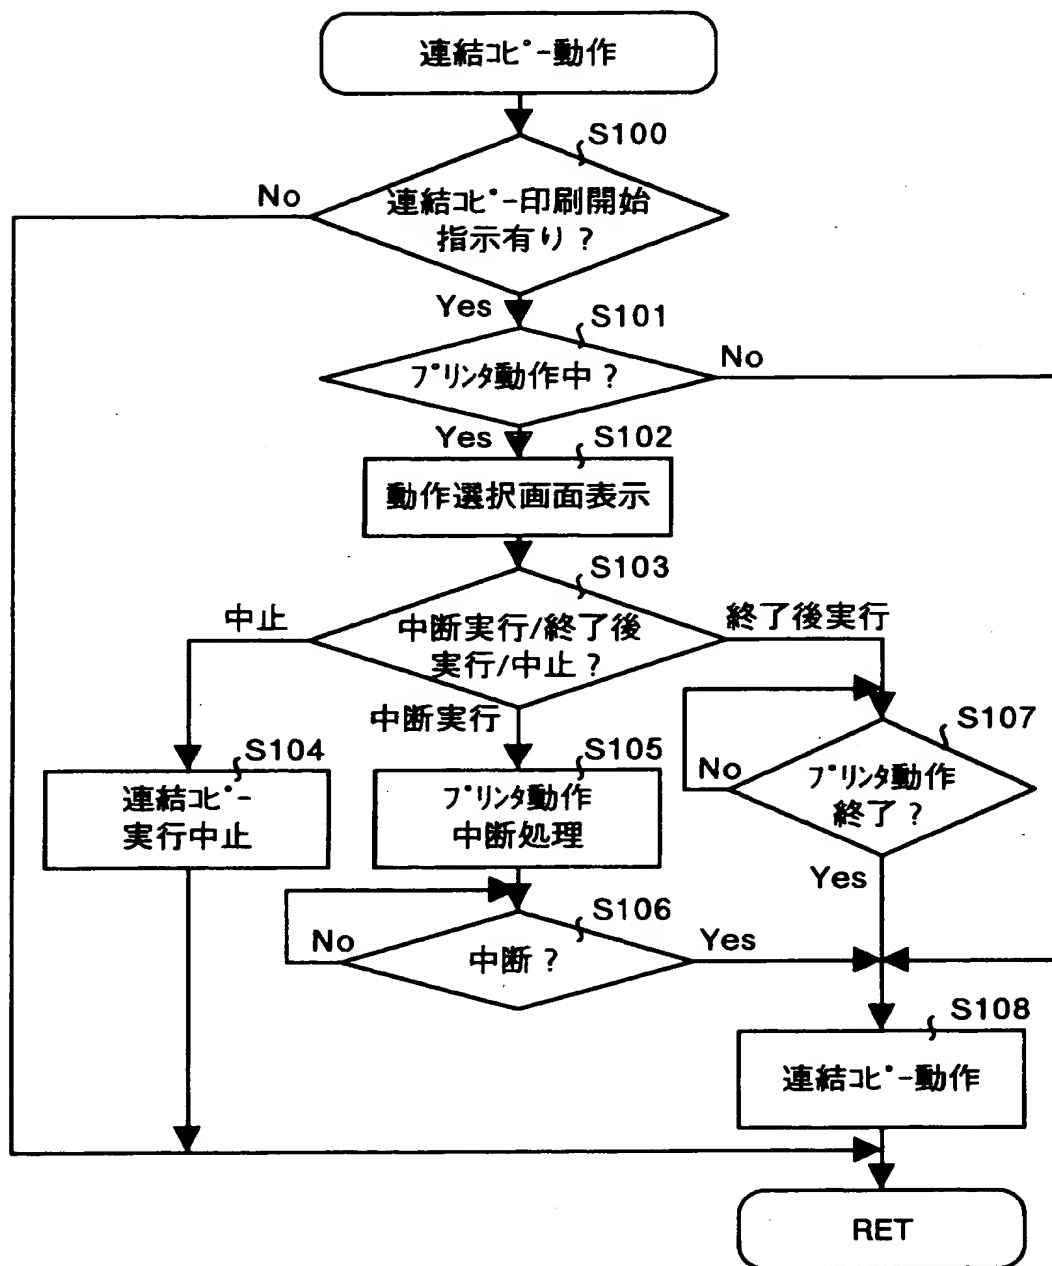 連結ｺﾋﾟｰ動作
S100
No
連結ｺﾋﾟｰ印刷開始
指示有り？
Yes
S101
ﾌﾟﾘﾝﾀ動作中？
No
Yes
S102
動作選択画面表示
S103
中止
中断実行/終了後
実行/中止？
終了後実行
中断実行
S104
連結ｺﾋﾟｰ
実行中止
S105
ﾌﾟﾘﾝﾀ動作
中断処理
S107
No
ﾌﾟﾘﾝﾀ動作
終了？
Yes
S106
No
中断？
Yes
S108
連結ｺﾋﾟｰ動作
RET